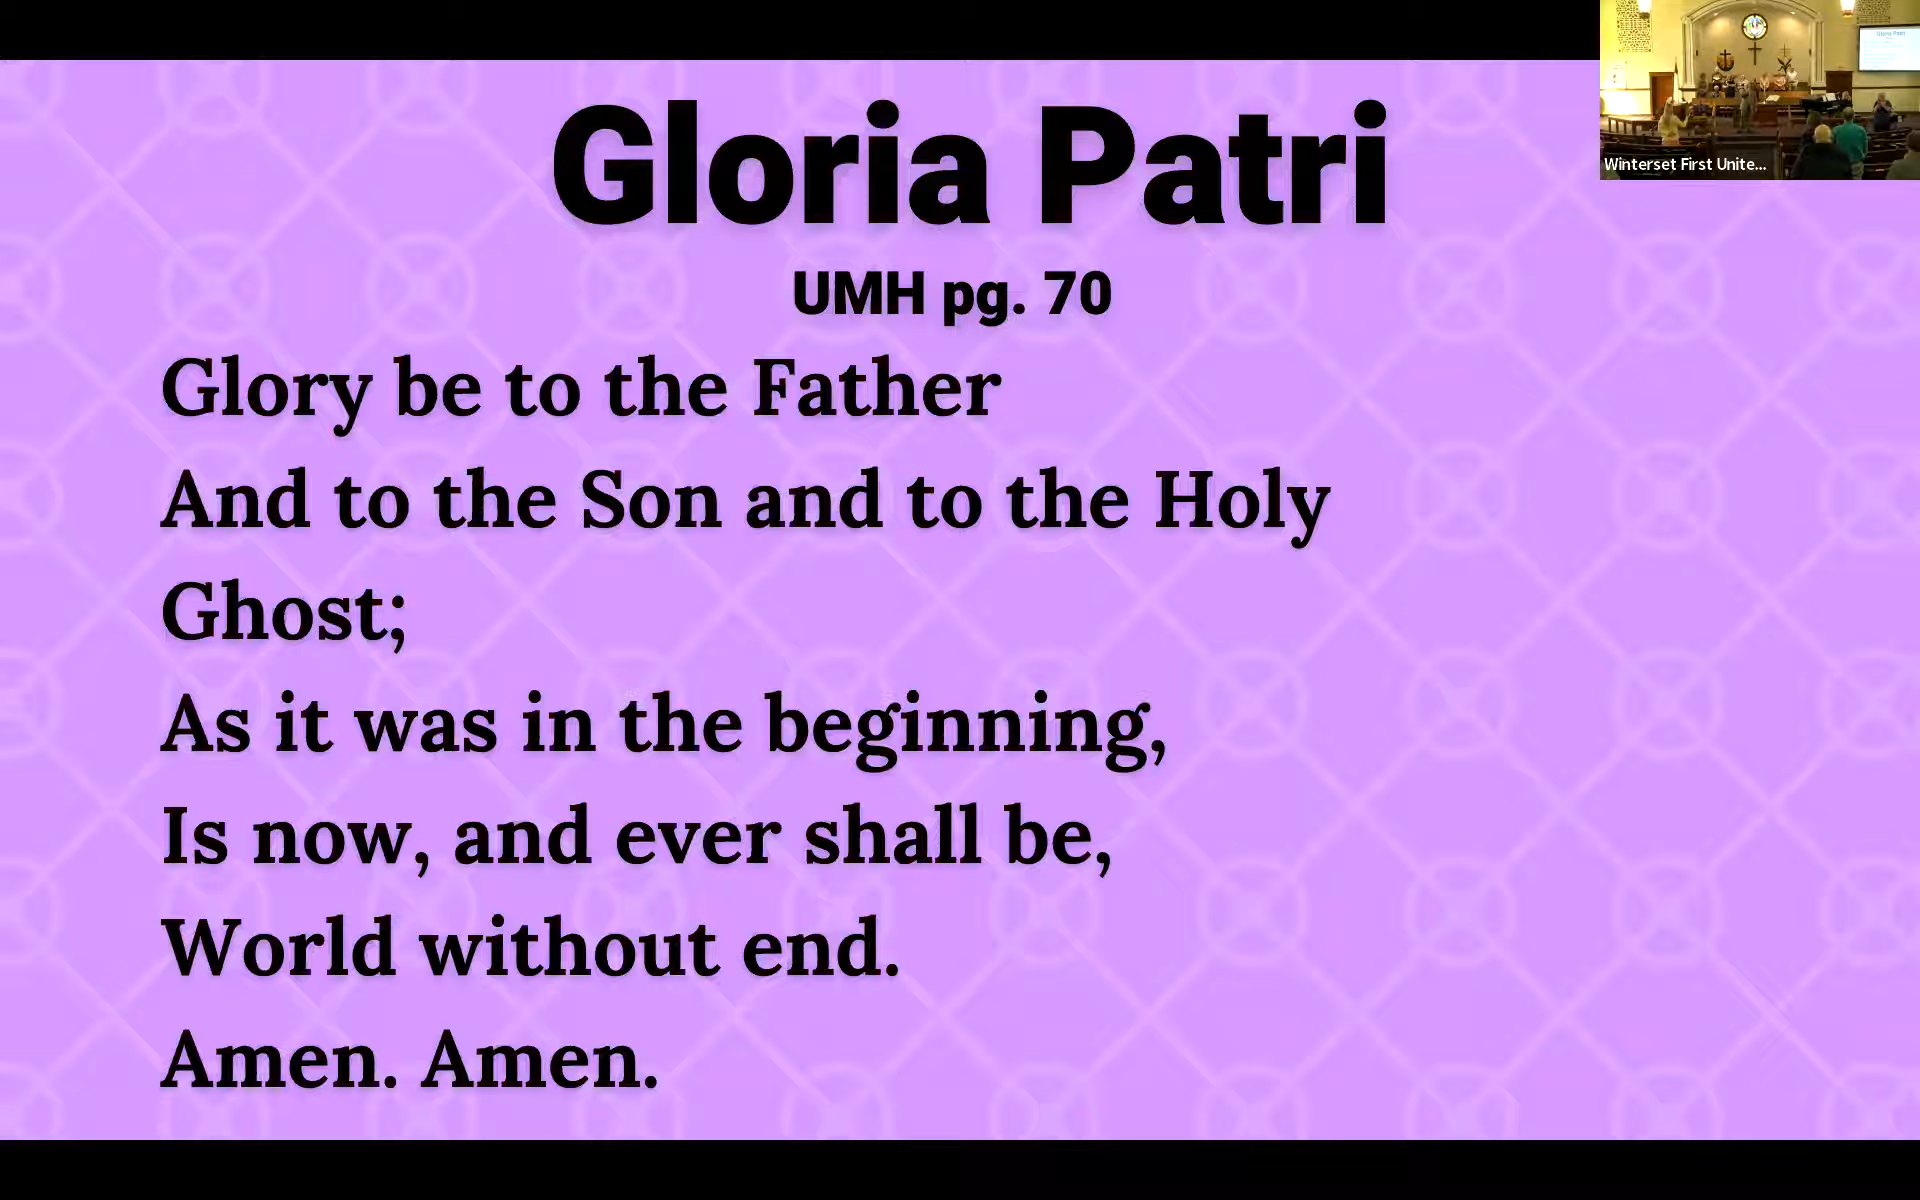 Gloria Patri
UMH pg. 70
Glory be to the Father
And to the Son and to the Holy
Ghost;
As it was in the beginning,
Is now, and ever shall be,
World without end.
Amen. Amen.
Winterset First Unite...
Gloria Patri